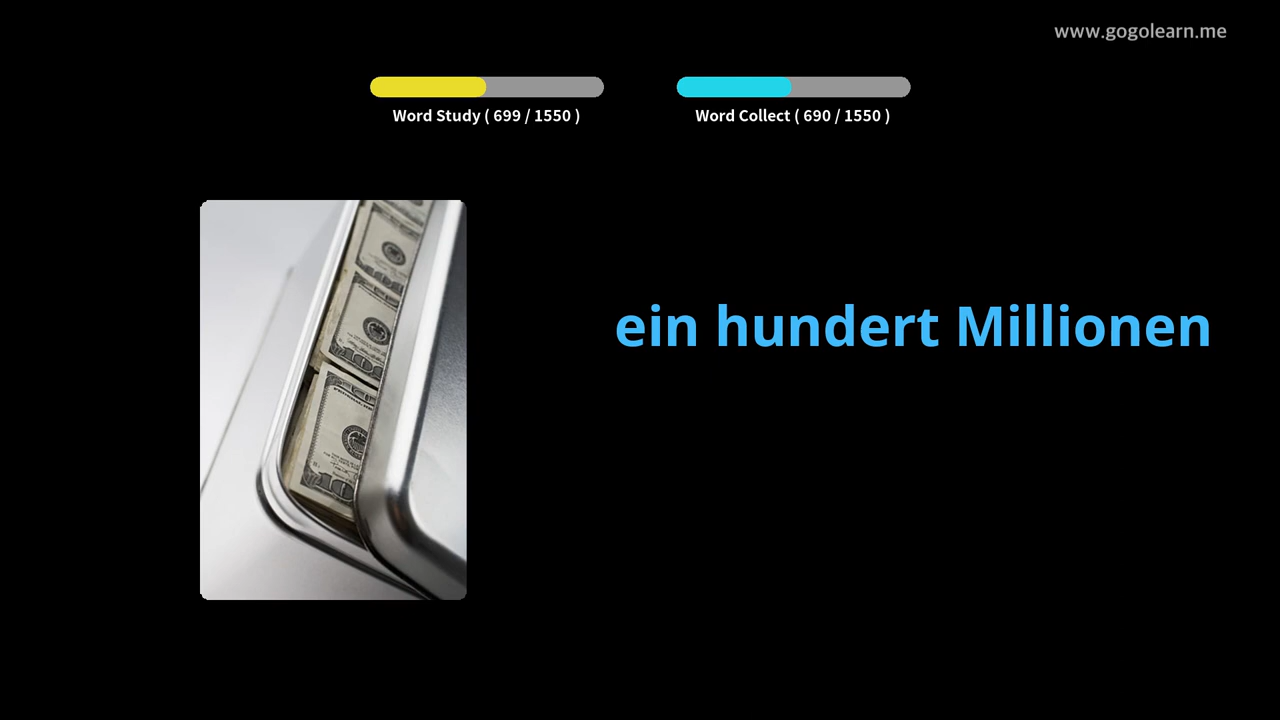 www.gogolearn.me
Word Study ( 699 / 1550 )
Word Collect ( 690 / 1550 )
ein hundert Millionen